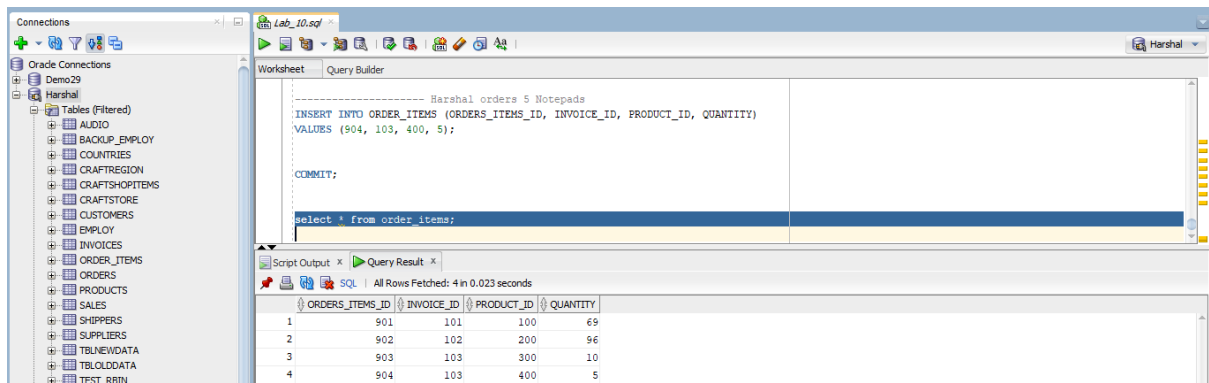 Connections
Oracle Connections
Demo29
Harshal
Tables (Filtered)
AUDIO
BACKUP_EMPLOY
COUNTRIES
CRAFTREGION
CRAFTSHOPITEMS
CRAFTSTORE
CUSTOMERS
EMPLOY
INVOICES
ORDER_ITEMS
ORDERS
PRODUCTS
SALES
SHIPPERS
SUPPLIERS
TBLNEWDATA
TBLOLDDATA
TEST_RBIN
Lab_10.sql
Harshal
Worksheet Query Builder
--------------------- Harshal orders 5 Notepads
INSERT INTO ORDER_ITEMS (ORDERS_ITEMS_ID, INVOICE_ID, PRODUCT_ID, QUANTITY)
VALUES (904, 103, 400, 5);
COMMIT;
select * from order_items;
Script Output x Query Result x
SQL | All Rows Fetched: 4 in 0.023 seconds
ORDERS_ITEMS_ID INVOICE_ID PRODUCT_ID QUANTITY
1 901 101 100 69
2 902 102 200 96
3 903 103 300 10
4 904 103 400 5